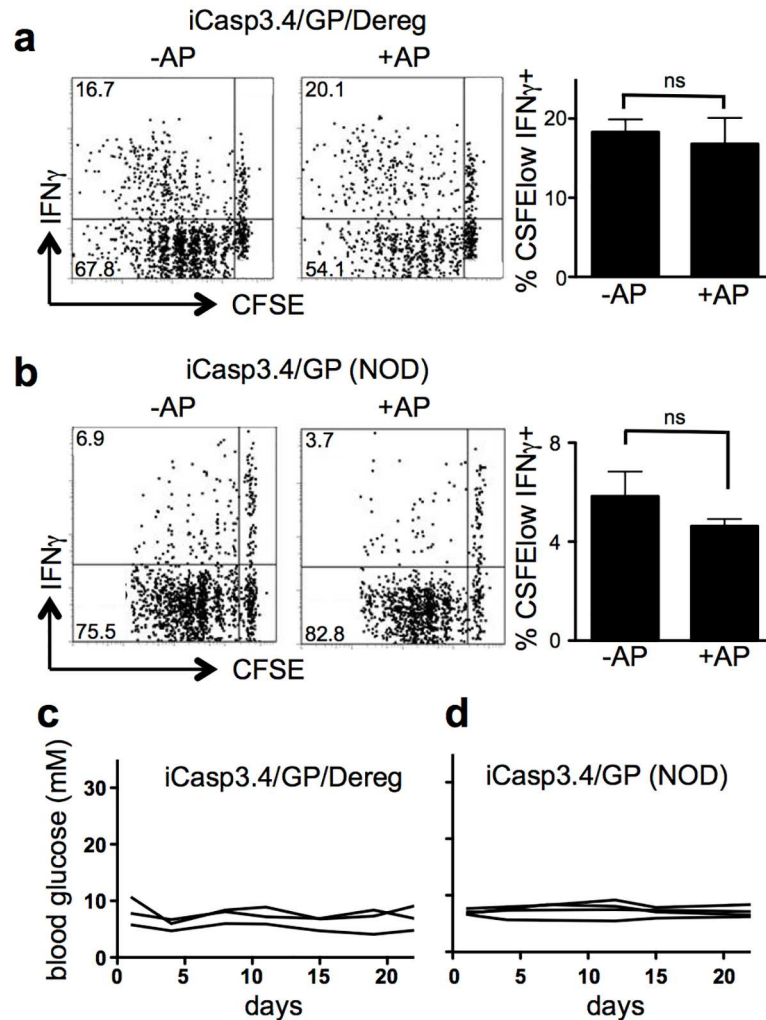 a
iCasp3.4/GP/Dereg
-AP
+AP
16.7
67.8
20.1
54.1
IFNγ
CFSE
ns
% CSFElow IFNγ+
20
10
0
-AP
+AP
b
iCasp3.4/GP (NOD)
-AP
+AP
6.9
75.5
3.7
82.8
IFNγ
CFSE
ns
% CSFElow IFNγ+
8
4
0
-AP
+AP
c
iCasp3.4/GP/Dereg
blood glucose (mM)
30
20
10
0
0 5 10 15 20
days
d
iCasp3.4/GP (NOD)
0 5 10 15 20
days